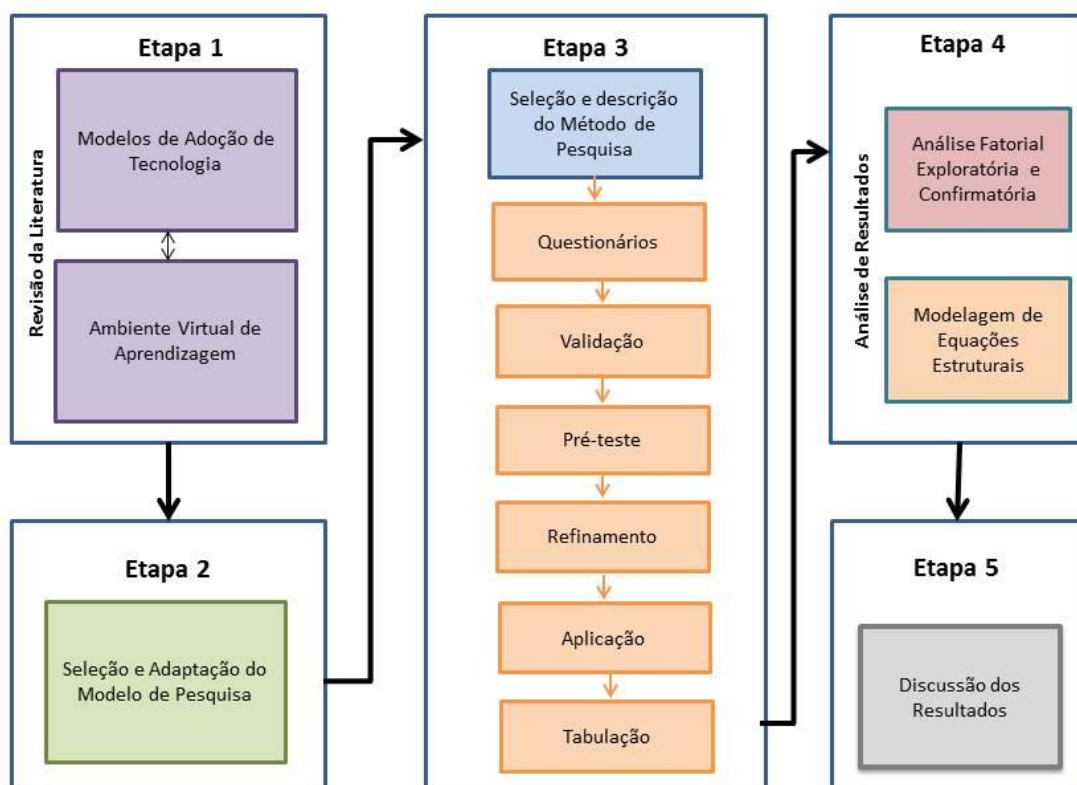 Etapa 1
Revisão da Literatura
Modelos de Adoção de
Tecnologia
Ambiente Virtual de
Aprendizagem
Etapa 2
Seleção e Adaptação do
Modelo de Pesquisa
Etapa 3
Seleção e descrição
do Método de
Pesquisa
Questionários
Validação
Pré-teste
Refinamento
Aplicação
Tabulação
Etapa 4
Análise de Resultados
Análise Fatorial
Exploratória e
Confirmatória
Modelagem de
Equações
Estruturais
Etapa 5
Discussão dos
Resultados